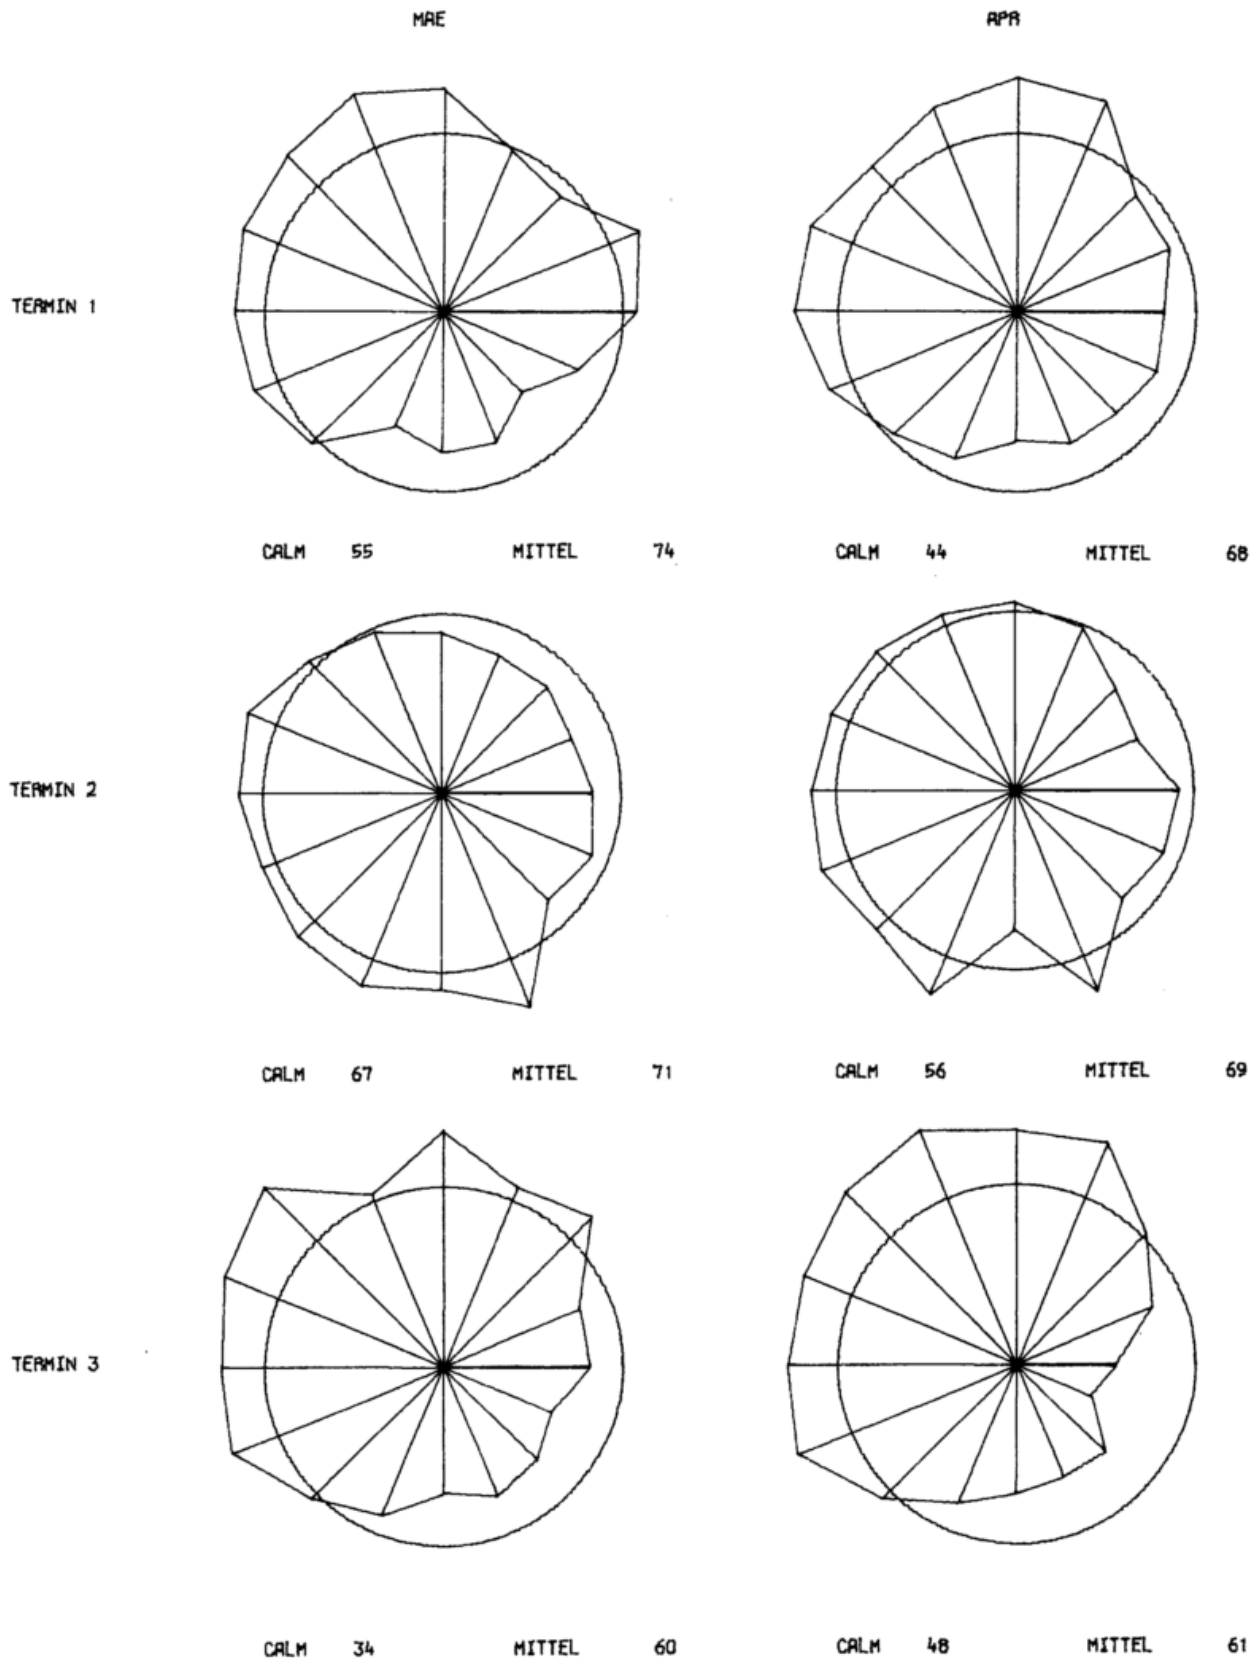 MAE APR
TERMIN 1
CALM 55 MITTEL 74 CALM 44 MITTEL 68
TERMIN 2
CALM 67 MITTEL 71 CALM 56 MITTEL 69
TERMIN 3
CALM 34 MITTEL 60 CALM 48 MITTEL 61